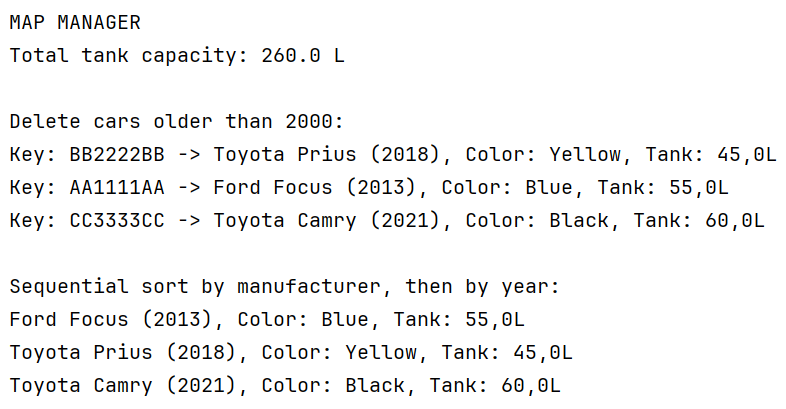 MAP MANAGER
Total tank capacity: 260.0 L
Delete cars older than 2000:
Key: BB2222BB -> Toyota Prius (2018), Color: Yellow, Tank: 45,0L
Key: AA1111AA -> Ford Focus (2013), Color: Blue, Tank: 55,0L
Key: CC3333CC -> Toyota Camry (2021), Color: Black, Tank: 60,0L
Sequential sort by manufacturer, then by year:
Ford Focus (2013), Color: Blue, Tank: 55,0L
Toyota Prius (2018), Color: Yellow, Tank: 45,0L
Toyota Camry (2021), Color: Black, Tank: 60,0L